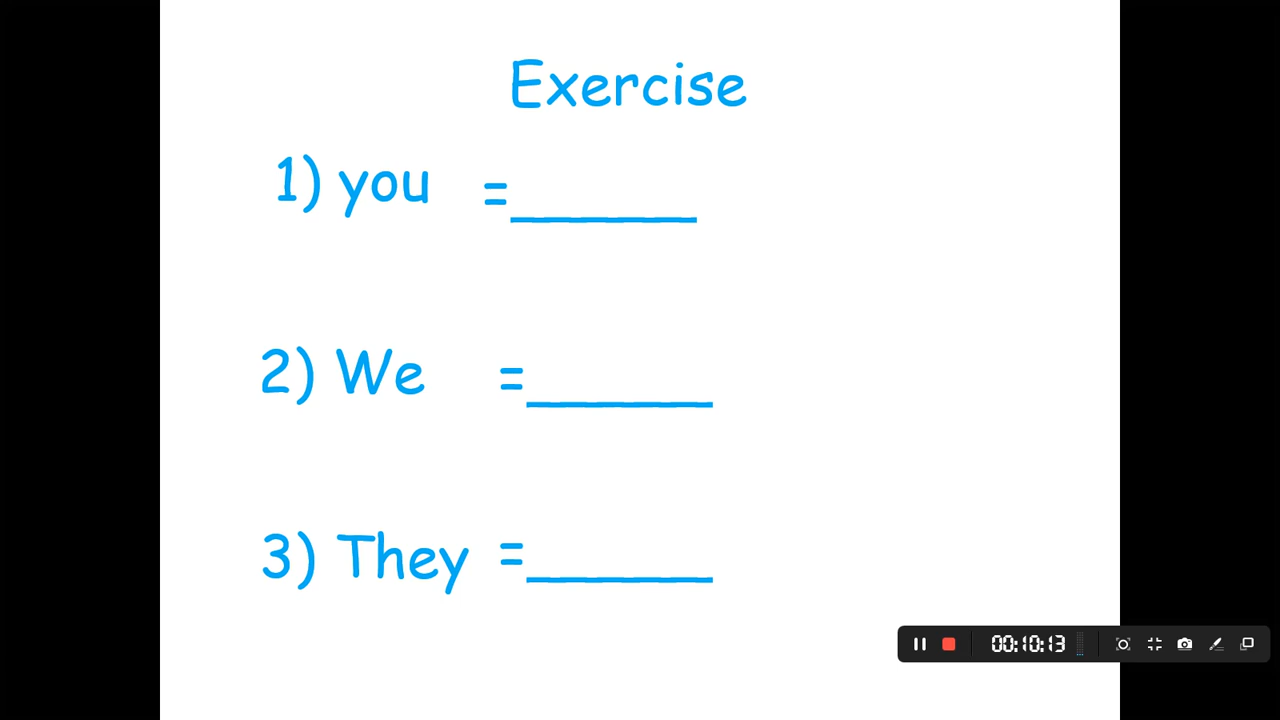 Exercise
1) you =______
2) We =______
3) They =______
00:10:13